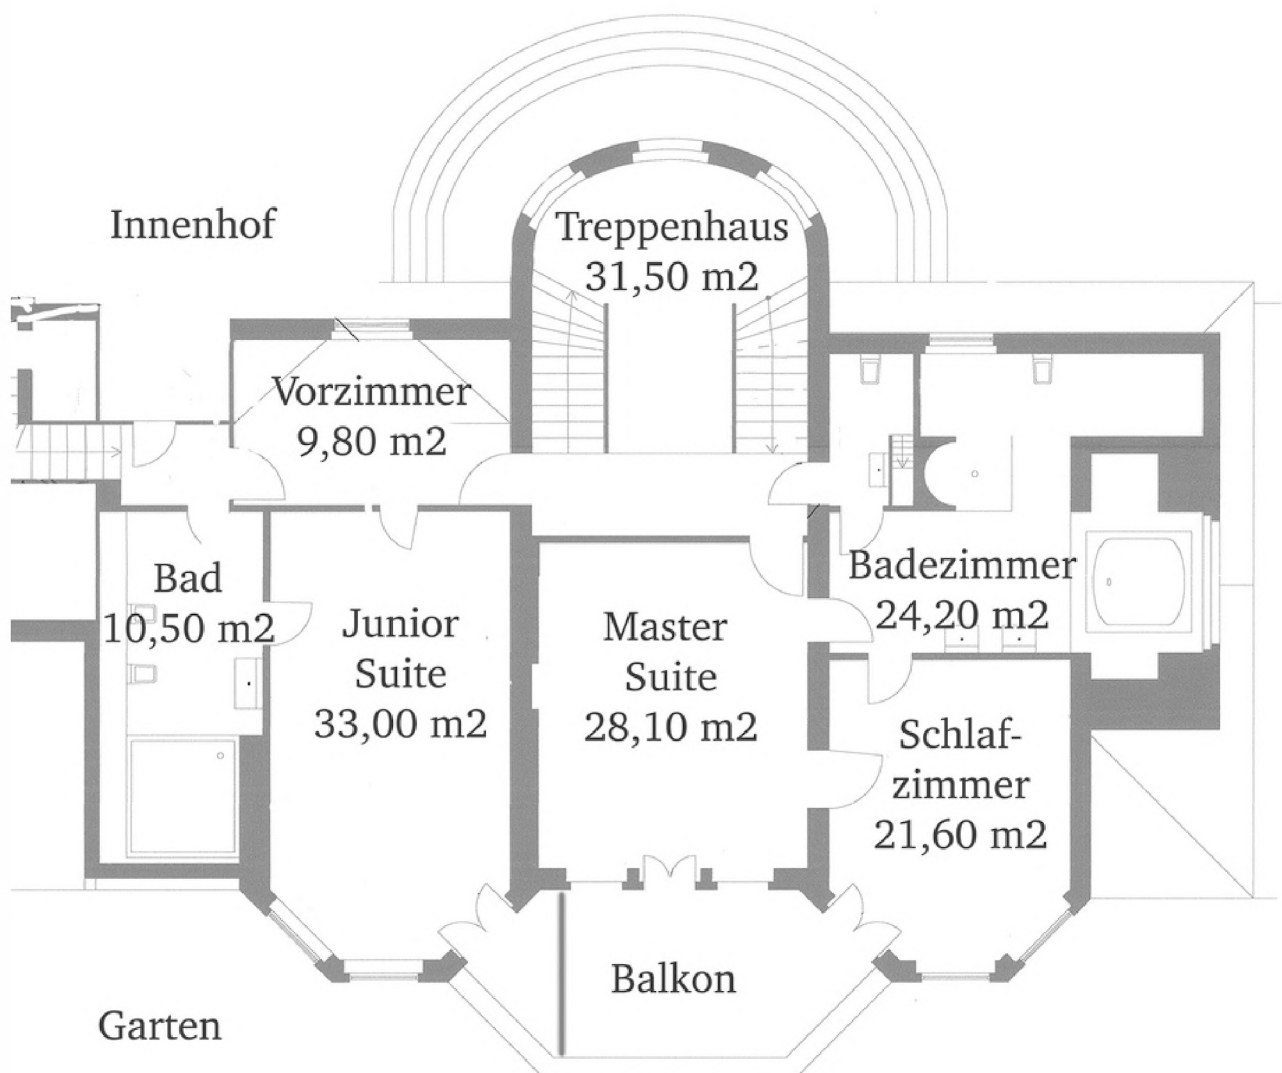 Innenhof
Treppenhaus
31,50 m2
Vorzimmer
9,80 m2
Bad
10,50 m2
Junior
Suite
33,00 m2
Master
Suite
28,10 m2
Badezimmer
24,20 m2
Schlaf-
zimmer
21,60 m2
Balkon
Garten